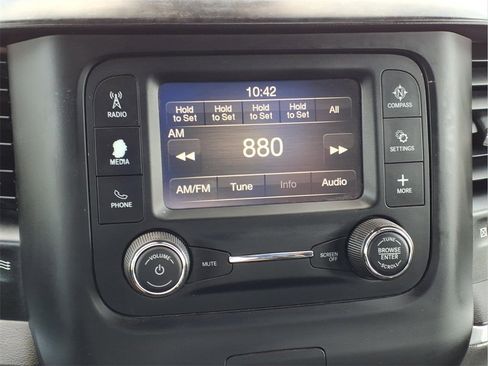 10:42
Hold to Set Hold to Set Hold to Set Hold to Set All
AM
880
AM/FM Tune Info Audio
RADIO
MEDIA
PHONE
COMPASS
SETTINGS
MORE
VOLUME
MUTE
SCREEN OFF
TUNE
BROWSE
ENTER
SCROLL